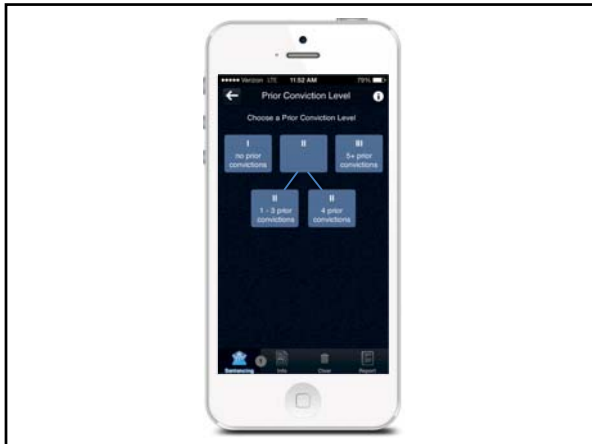 Verizon LTE 11:52 AM 79%
Prior Conviction Level
Choose a Prior Conviction Level
I
no prior
convictions
II
III
5+ prior
convictions
II
1 - 3 prior
convictions
II
4 prior
convictions
Sentencing Info Clear Report